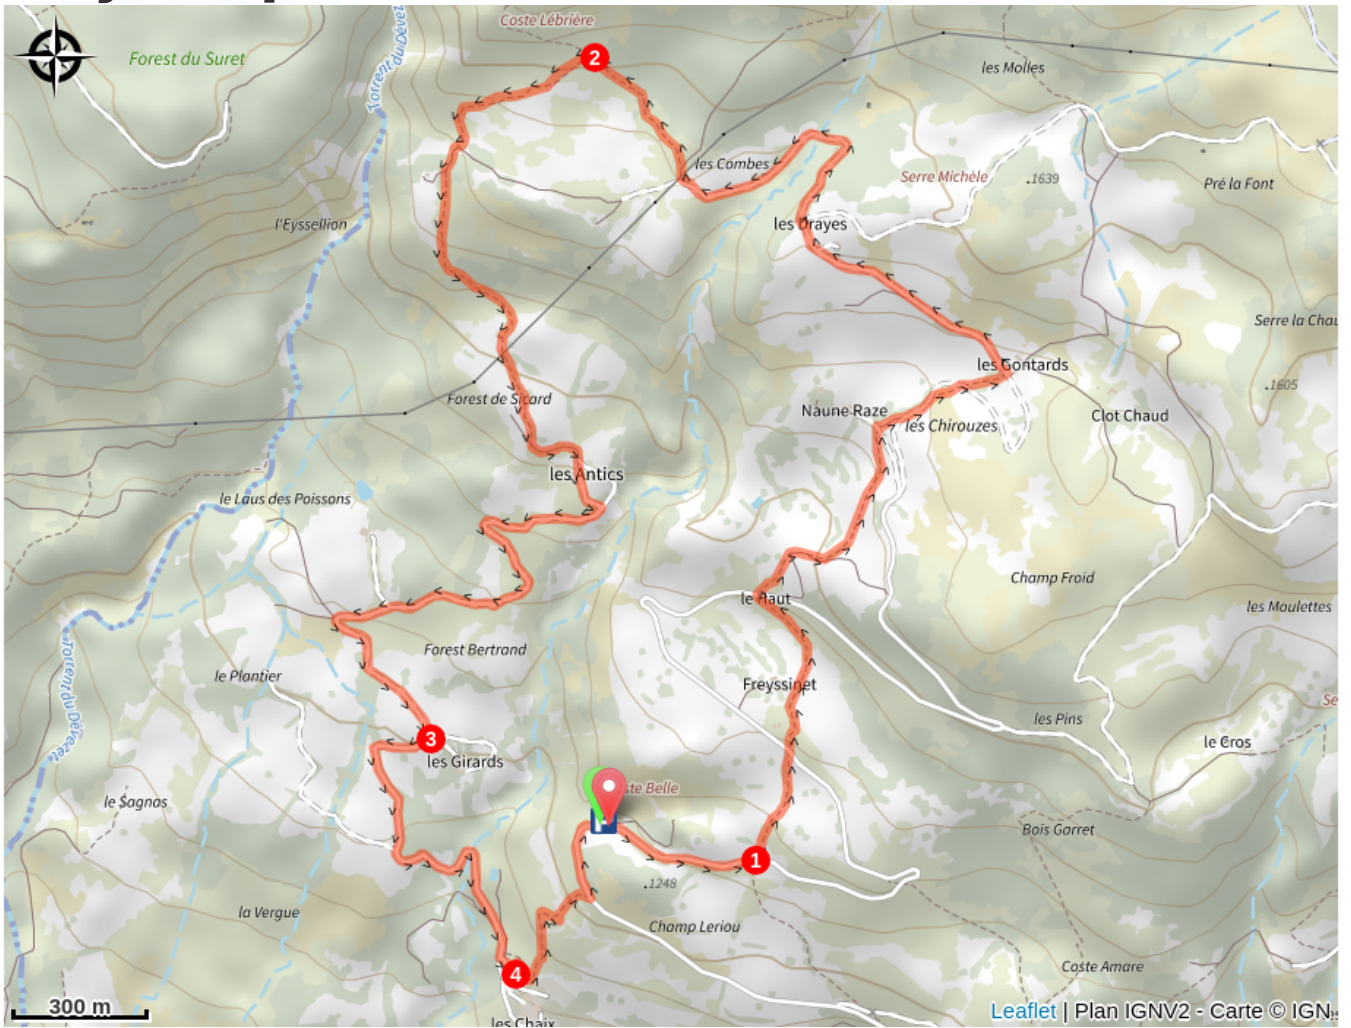 Coste Lébrière
Torrent du Dévez
Forest du Suret
2
les Molles
les Combes
Serre Michèle
.1639
Pré la Font
l'Eyssellion
les Drayes
Serre la Chau
les Gontards
.1605
Forest de Sicard
Naune Raze
les Chirouzes
Clot Chaud
les Antics
le Laus des Poissons
Champ Froid
le Haut
les Moulettes
Forest Bertrand
le Plantier
Freyssinet
Torrent du Dévezet
Se
les Pins
3
le Cros
les Girards
ste Belle
le Sagnas
Bois Garret
1
.1248
la Vergue
Champ Leriou
4
Coste Amare
300 m
Leaflet | Plan IGNV2 - Carte © IGN
les Chaix